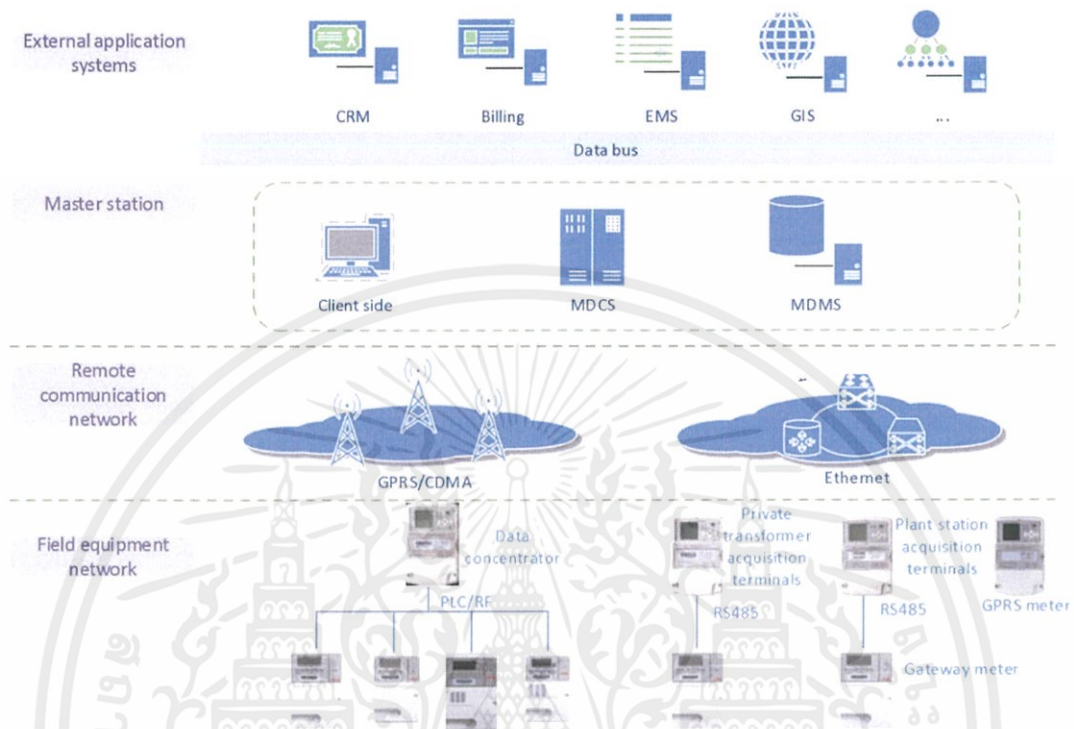 External application
systems
CRM
Billing
EMS
GIS
...
Data bus
Master station
Client side
MDCS
MDMS
Remote
communication
network
GPRS/CDMA
Ethernet
Field equipment
network
Data
concentrator
PLC/RF
Private
transformer
acquisition
terminals
RS485
Plant station
acquisition
terminals
RS485
GPRS meter
Gateway meter